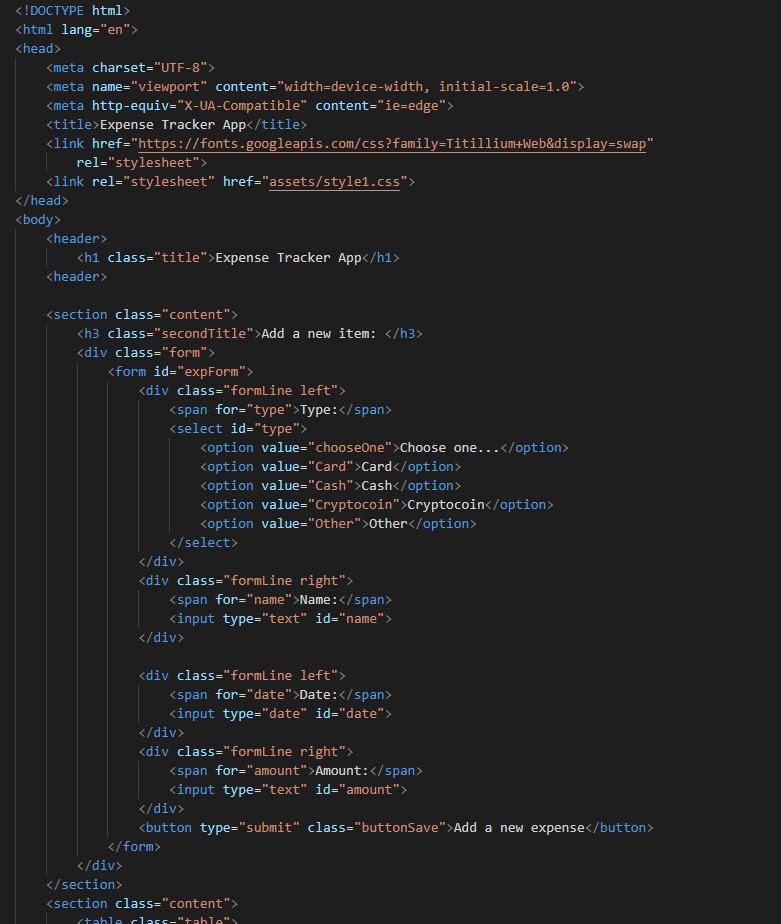 <!DOCTYPE html>
<html lang="en">
<head>
    <meta charset="UTF-8">
    <meta name="viewport" content="width=device-width, initial-scale=1.0">
    <meta http-equiv="X-UA-Compatible" content="ie=edge">
    <title>Expense Tracker App</title>
    <link href="https://fonts.googleapis.com/css?family=Titillium+Web&display=swap"
        rel="stylesheet">
    <link rel="stylesheet" href="assets/style1.css">
</head>
<body>
    <header>
        <h1 class="title">Expense Tracker App</h1>
    <header>

    <section class="content">
        <h3 class="secondTitle">Add a new item: </h3>
        <div class="form">
            <form id="expForm">
                <div class="formLine left">
                    <span for="type">Type:</span>
                    <select id="type">
                        <option value="chooseOne">Choose one...</option>
                        <option value="Card">Card</option>
                        <option value="Cash">Cash</option>
                        <option value="Cryptocoin">Cryptocoin</option>
                        <option value="Other">Other</option>
                    </select>
                </div>
                <div class="formLine right">
                    <span for="name">Name:</span>
                    <input type="text" id="name">
                </div>

                <div class="formLine left">
                    <span for="date">Date:</span>
                    <input type="date" id="date">
                </div>
                <div class="formLine right">
                    <span for="amount">Amount:</span>
                    <input type="text" id="amount">
                </div>
                <button type="submit" class="buttonSave">Add a new expense</button>
            </form>
        </div>
    </section>
    <section class="content">
        <table class="table">